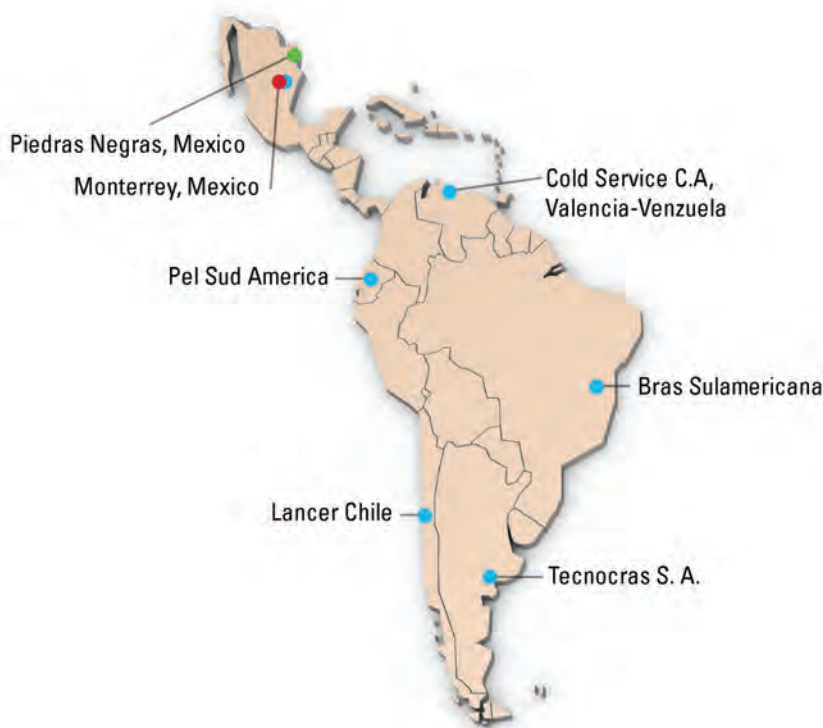 Piedras Negras, Mexico
Monterrey, Mexico
Cold Service C.A,
Valencia-Venzuela
Pel Sud America
Bras Sulamericana
Lancer Chile
Tecnocras S. A.